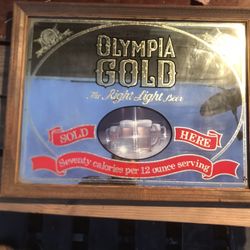 OLYMPIA
GOLD
The Right Light Beer
SOLD HERE
Seventy calories per 12 ounce serving